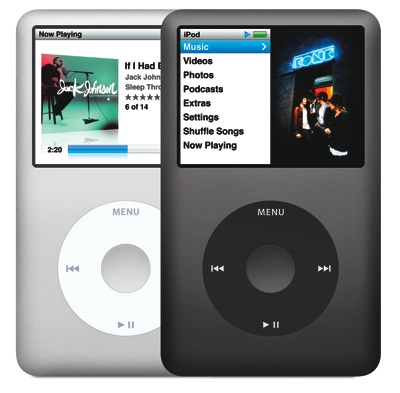 Now Playing
If I Had E
Jack John
Sleep Thro
6 of 14
2:20
Jack Johnson
MENU
iPod
Music
Videos
Photos
Podcasts
Extras
Settings
Shuffle Songs
Now Playing
MENU